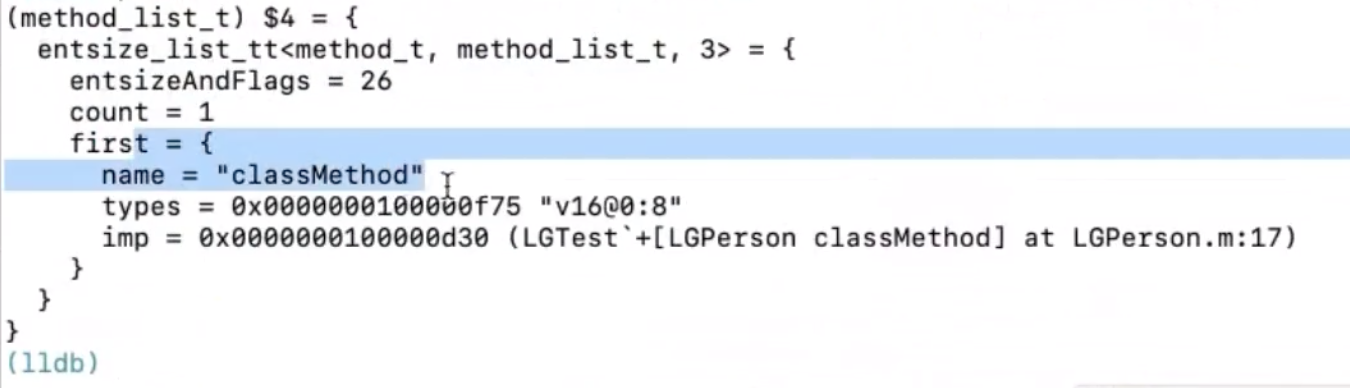 (method_list_t) $4 = {
  entsize_list_tt<method_t, method_list_t, 3> = {
    entsizeAndFlags = 26
    count = 1
    first = {
      name = "classMethod"
      types = 0x0000000100000f75 "v16@0:8"
      imp = 0x0000000100000d30 (LGTest`+[LGPerson classMethod] at LGPerson.m:17)
    }
  }
}
(lldb)